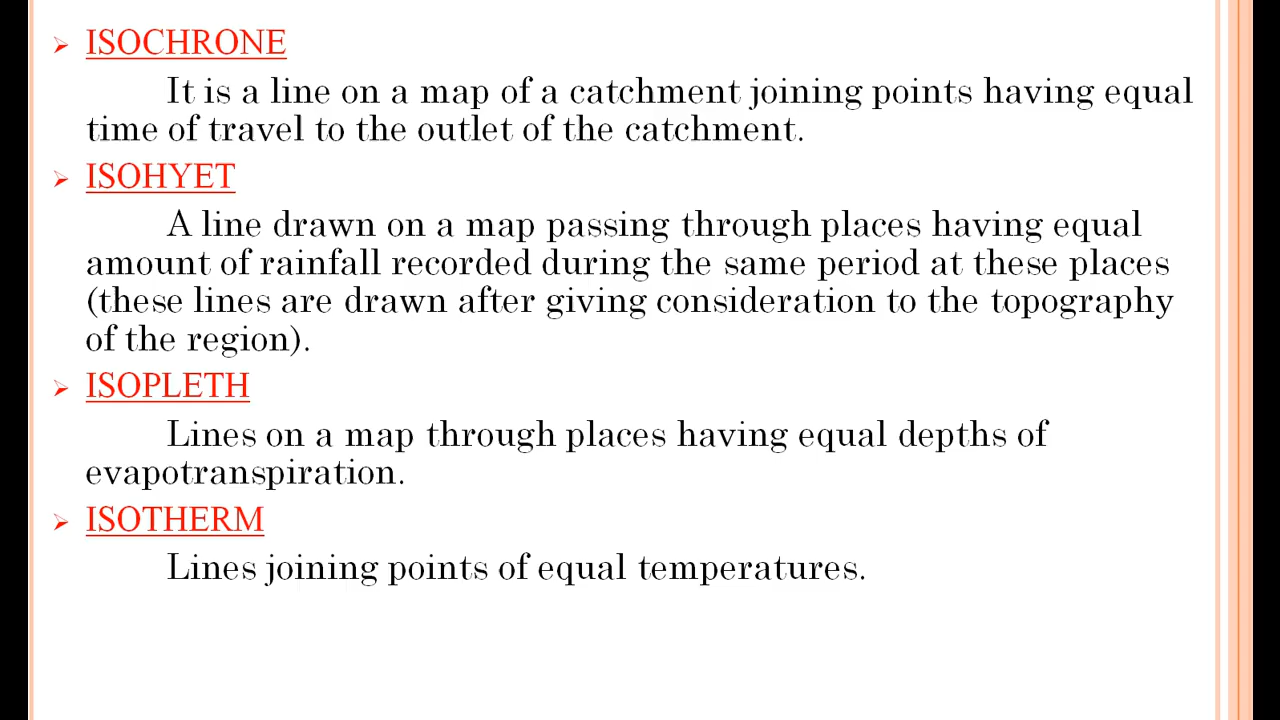 ISOCHRONE
It is a line on a map of a catchment joining points having equal
time of travel to the outlet of the catchment.
ISOHYET
A line drawn on a map passing through places having equal
amount of rainfall recorded during the same period at these places
(these lines are drawn after giving consideration to the topography
of the region).
ISOPLETH
Lines on a map through places having equal depths of
evapotranspiration.
ISOTHERM
Lines joining points of equal temperatures.